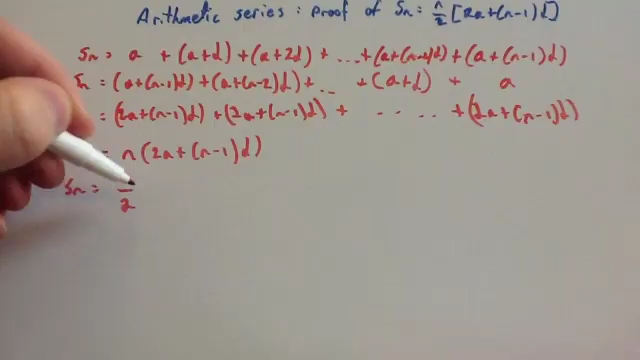 Arithmetic series : proof of Sn = n/2 [2a+(n-1)d]
Sn = a + (a+d) + (a+2d) + ... + (a+(n-2)d) + (a+(n-1)d)
Sn = (a+(n-1)d) + (a+(n-2)d) + ... + (a+d) + a
= (2a+(n-1)d) + (2a+(n-1)d) + .... + (2a+(n-1)d)
= n(2a+(n-1)d)
Sn = /2